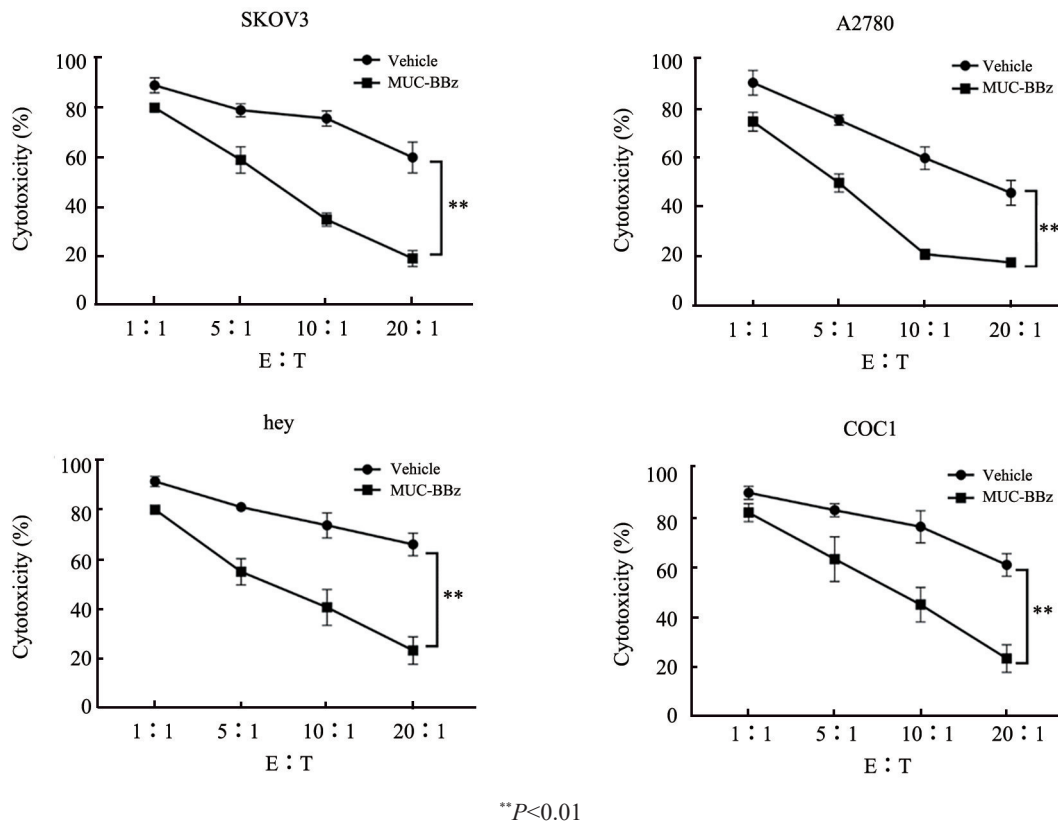 SKOV3
Cytotoxicity (%)
100
80
60
40
20
0
Vehicle
MUC-BBz
**
1∶1 5∶1 10∶1 20∶1
E∶T
A2780
Cytotoxicity (%)
100
80
60
40
20
0
Vehicle
MUC-BBz
**
1∶1 5∶1 10∶1 20∶1
E∶T
hey
Cytotoxicity (%)
100
80
60
40
20
0
Vehicle
MUC-BBz
**
1∶1 5∶1 10∶1 20∶1
E∶T
COC1
Cytotoxicity (%)
100
80
60
40
20
0
Vehicle
MUC-BBz
**
1∶1 5∶1 10∶1 20∶1
E∶T
**P<0.01